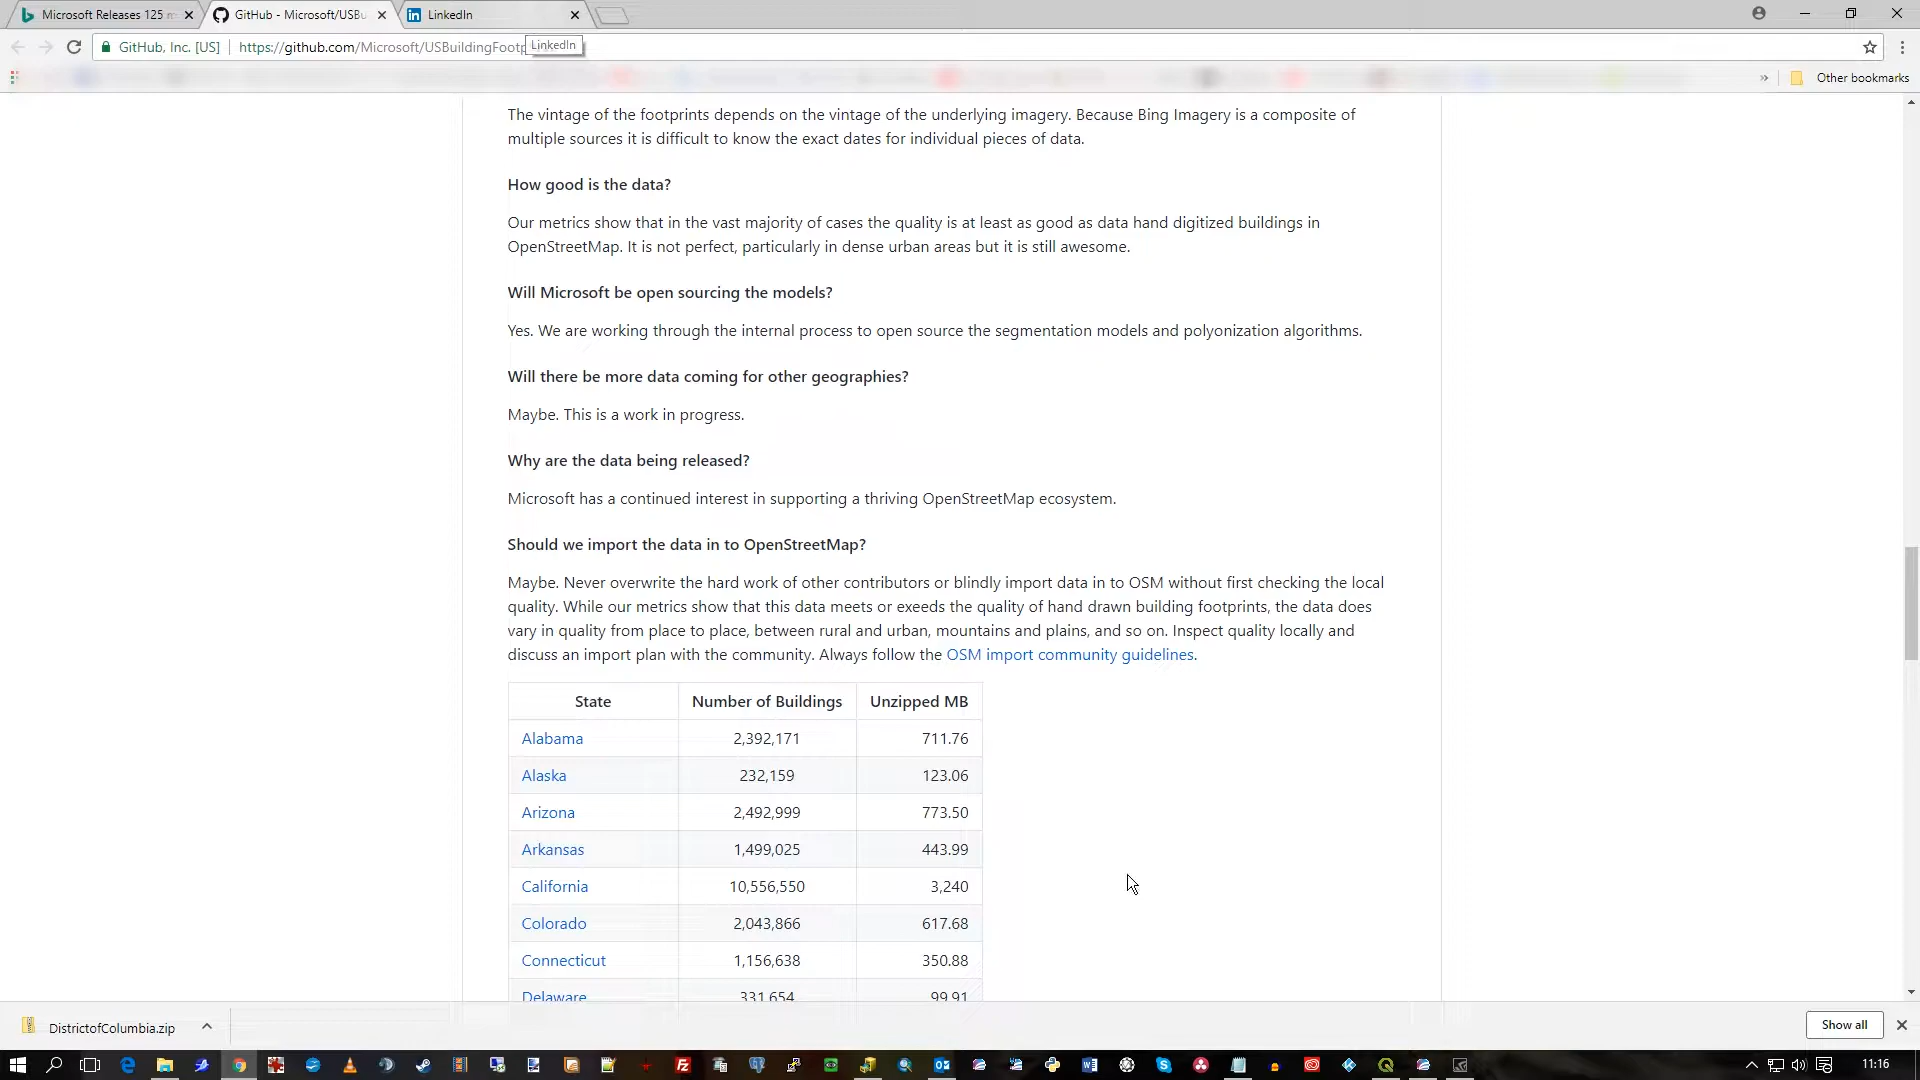 Microsoft Releases 125 m
GitHub - Microsoft/USBu
LinkedIn
GitHub, Inc. [US]
https://github.com/Microsoft/USBuildingFootp
LinkedIn
Other bookmarks
The vintage of the footprints depends on the vintage of the underlying imagery. Because Bing Imagery is a composite of
multiple sources it is difficult to know the exact dates for individual pieces of data.
How good is the data?
Our metrics show that in the vast majority of cases the quality is at least as good as data hand digitized buildings in
OpenStreetMap. It is not perfect, particularly in dense urban areas but it is still awesome.
Will Microsoft be open sourcing the models?
Yes. We are working through the internal process to open source the segmentation models and polyonization algorithms.
Will there be more data coming for other geographies?
Maybe. This is a work in progress.
Why are the data being released?
Microsoft has a continued interest in supporting a thriving OpenStreetMap ecosystem.
Should we import the data in to OpenStreetMap?
Maybe. Never overwrite the hard work of other contributors or blindly import data in to OSM without first checking the local
quality. While our metrics show that this data meets or exeeds the quality of hand drawn building footprints, the data does
vary in quality from place to place, between rural and urban, mountains and plains, and so on. Inspect quality locally and
discuss an import plan with the community. Always follow the OSM import community guidelines.
State Number of Buildings Unzipped MB
Alabama 2,392,171 711.76
Alaska 232,159 123.06
Arizona 2,492,999 773.50
Arkansas 1,499,025 443.99
California 10,556,550 3,240
Colorado 2,043,866 617.68
Connecticut 1,156,638 350.88
Delaware 331,654 99.91
DistrictofColumbia.zip
Show all
11:16